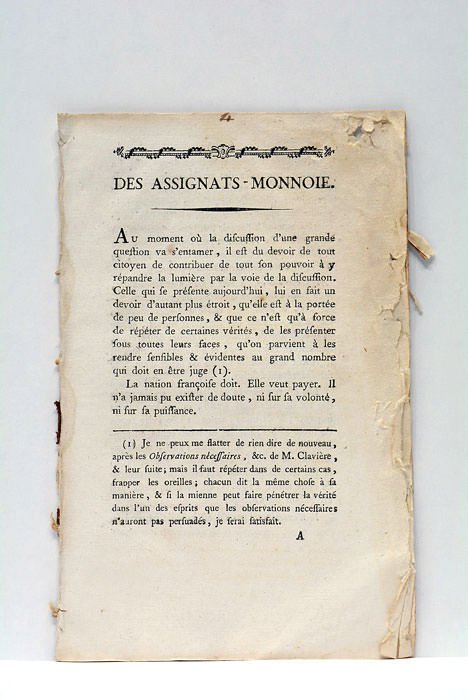 4
DES ASSIGNATS-MONNOIE.
AU moment où la diſcuſſion d'une grande
queſtion va s'entamer, il eſt du devoir de tout
citoyen de contribuer de tout ſon pouvoir à y
répandre la lumière par la voie de la diſcuſſion.
Celle qui ſe préſente aujourd'hui, lui en fait un
devoir d'autant plus étroit, qu'elle eſt à la portée
de peu de perſonnes, & que ce n'eſt qu'à force
de répéter de certaines vérités, de les préſenter
ſous toutes leurs faces, qu'on parvient à les
rendre ſenſibles & évidentes au grand nombre
qui doit en être juge (1).
La nation françoiſe doit. Elle veut payer. Il
n'a jamais pu exiſter de doute, ni ſur ſa volonté,
ni ſur ſa puiſſance.
(1) Je ne peux me flatter de rien dire de nouveau,
après les Obſervations néceſſaires, &c. de M. Clavière,
& leur ſuite; mais il faut répéter dans de certains cas,
frapper les oreilles; chacun dit la même choſe à ſa
manière, & ſi la mienne peut faire pénétrer la vérité
dans l'un des eſprits que les obſervations néceſſaires
n'auront pas perſuadés, je ſerai ſatisfait.
A